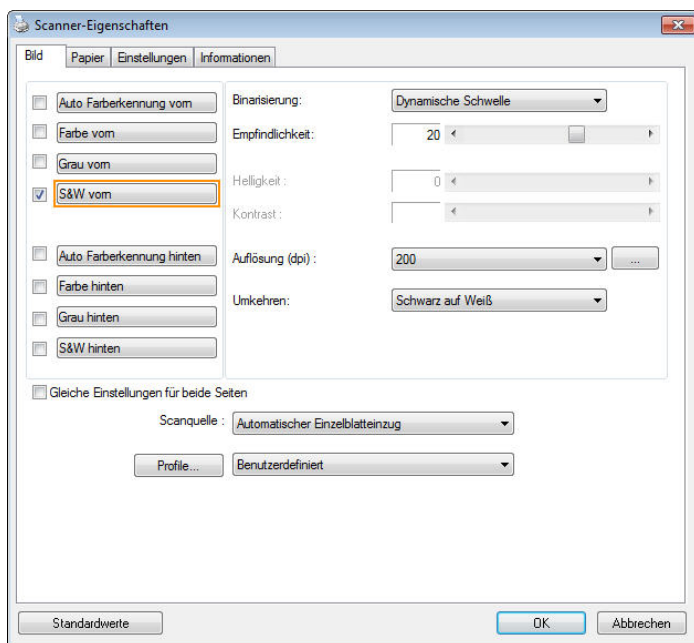 Scanner-Eigenschaften
Bild Papier Einstellungen Informationen
Auto Farberkennung vorn
Farbe vorn
Grau vorn
S&W vorn
Auto Farberkennung hinten
Farbe hinten
Grau hinten
S&W hinten
Binarisierung: Dynamische Schwelle
Empfindlichkeit: 20
Helligkeit : 0
Kontrast :
Auflösung (dpi) : 200 ...
Umkehren: Schwarz auf Weiß
Gleiche Einstellungen für beide Seiten
Scanquelle : Automatischer Einzelblatteinzug
Profile... Benutzerdefiniert
Standardwerte OK Abbrechen